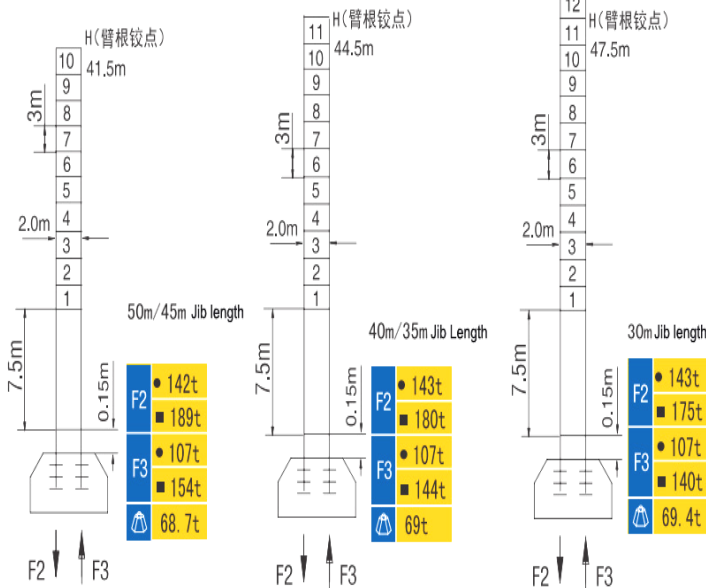 H(臂根铰点)
41.5m
10
9
8
7
6
5
4
3
2
1
3m
2.0m
7.5m
0.15m
50m/45m Jib length
F2
● 142t
■ 189t
F3
● 107t
■ 154t
68.7t
F2
F3
H(臂根铰点)
44.5m
11
10
9
8
7
6
5
4
3
2
1
3m
2.0m
7.5m
0.15m
40m/35m Jib Length
F2
● 143t
■ 180t
F3
● 107t
■ 144t
69t
F2
F3
H(臂根铰点)
47.5m
12
11
10
9
8
7
6
5
4
3
2
1
3m
2.0m
7.5m
0.15m
30m Jib length
F2
● 143t
■ 175t
F3
● 107t
■ 140t
69.4t
F2
F3